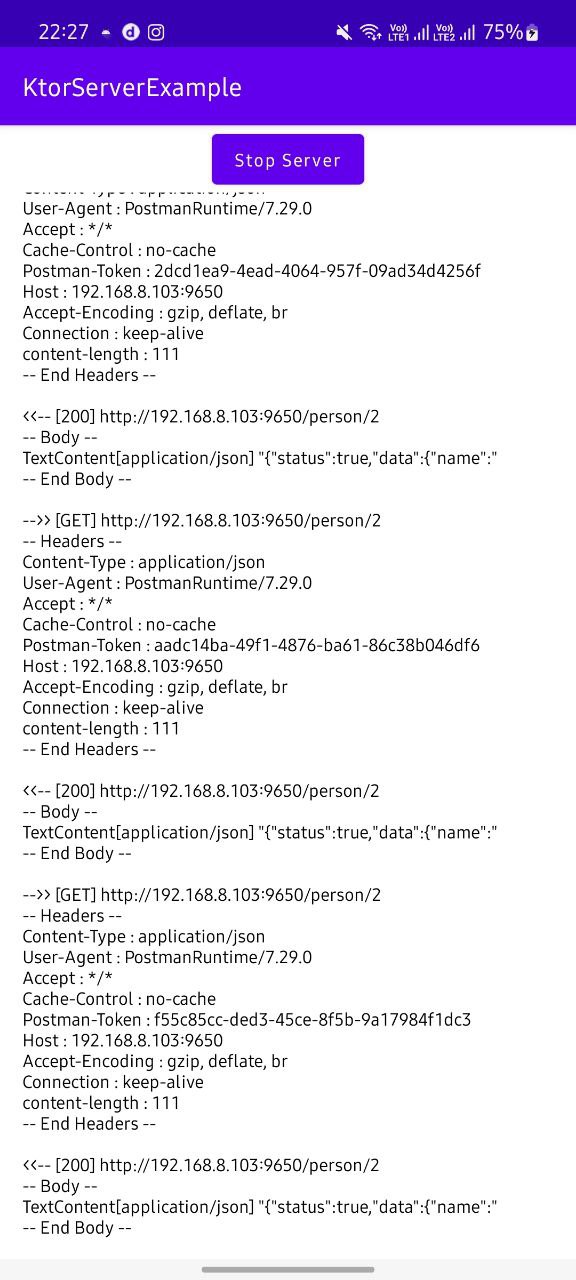 22:27
LTE1 LTE2 75%
KtorServerExample
Stop Server
User-Agent : PostmanRuntime/7.29.0
Accept : */*
Cache-Control : no-cache
Postman-Token : 2dcd1ea9-4ead-4064-957f-09ad34d4256f
Host : 192.168.8.103:9650
Accept-Encoding : gzip, deflate, br
Connection : keep-alive
content-length : 111
-- End Headers --
<<-- [200] http://192.168.8.103:9650/person/2
-- Body --
TextContent[application/json] "{"status":true,"data":{"name":"
-- End Body --
-->> [GET] http://192.168.8.103:9650/person/2
-- Headers --
Content-Type : application/json
User-Agent : PostmanRuntime/7.29.0
Accept : */*
Cache-Control : no-cache
Postman-Token : aadc14ba-49f1-4876-ba61-86c38b046df6
Host : 192.168.8.103:9650
Accept-Encoding : gzip, deflate, br
Connection : keep-alive
content-length : 111
-- End Headers --
<<-- [200] http://192.168.8.103:9650/person/2
-- Body --
TextContent[application/json] "{"status":true,"data":{"name":"
-- End Body --
-->> [GET] http://192.168.8.103:9650/person/2
-- Headers --
Content-Type : application/json
User-Agent : PostmanRuntime/7.29.0
Accept : */*
Cache-Control : no-cache
Postman-Token : f55c85cc-ded3-45ce-8f5b-9a17984f1dc3
Host : 192.168.8.103:9650
Accept-Encoding : gzip, deflate, br
Connection : keep-alive
content-length : 111
-- End Headers --
<<-- [200] http://192.168.8.103:9650/person/2
-- Body --
TextContent[application/json] "{"status":true,"data":{"name":"
-- End Body --